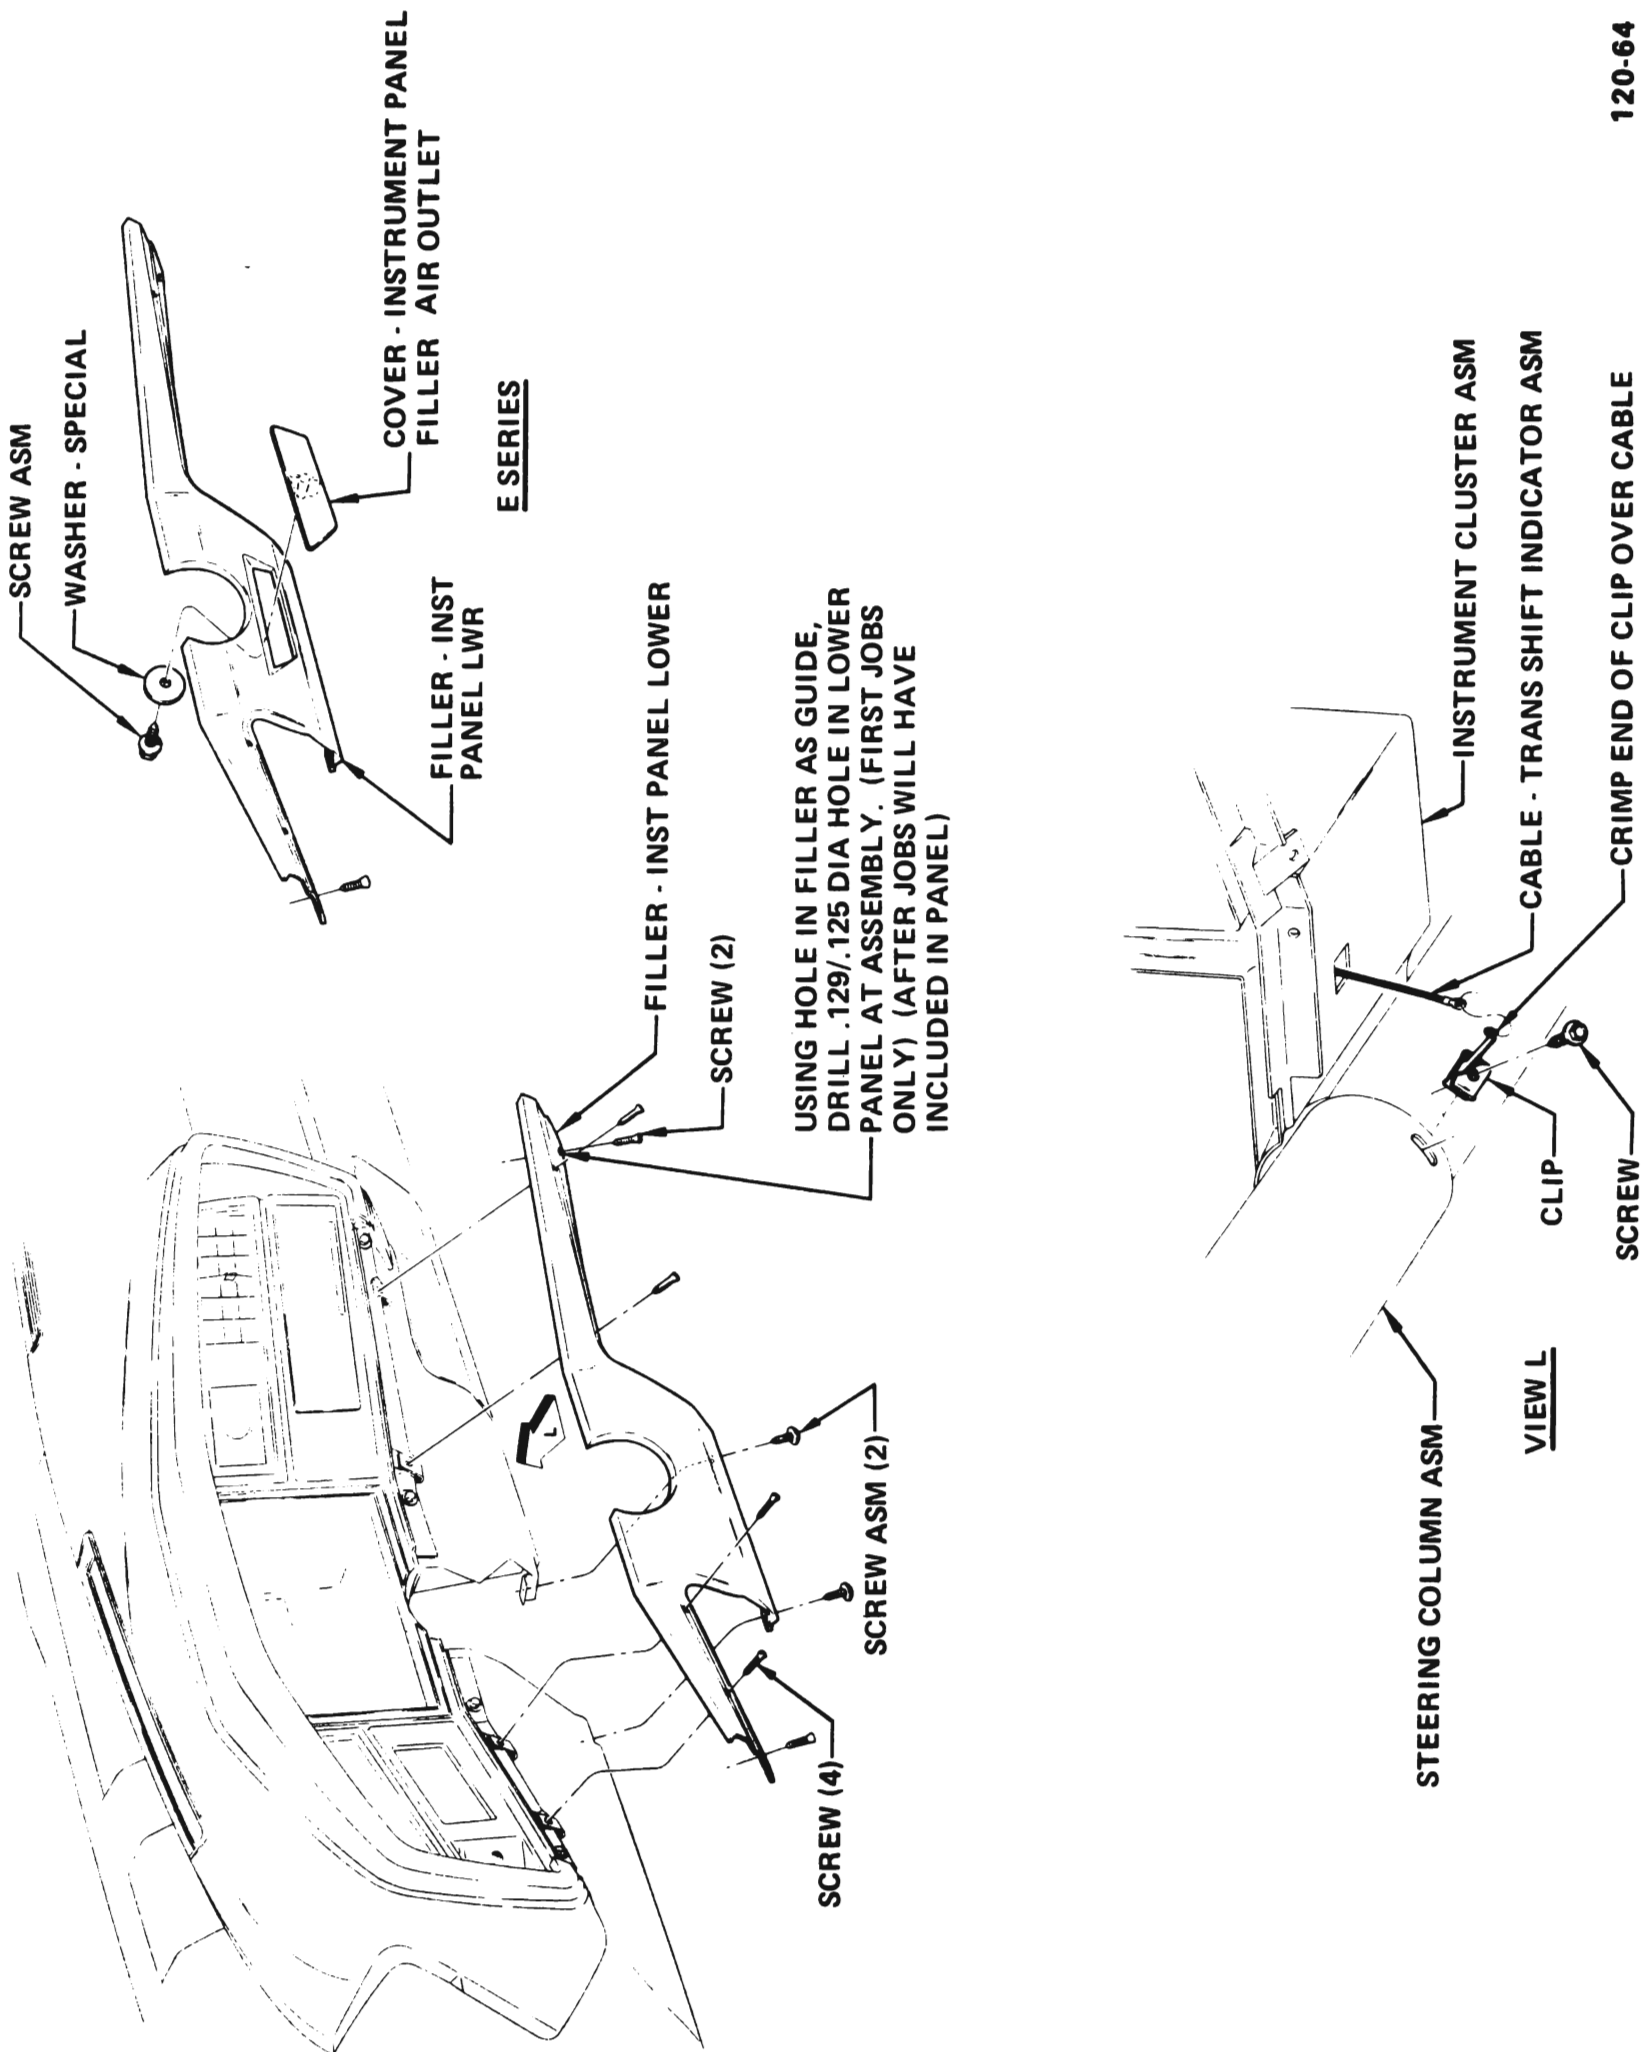 SCREW ASM
WASHER - SPECIAL
COVER - INSTRUMENT PANEL
FILLER AIR OUTLET
FILLER - INST
PANEL LWR
E SERIES
FILLER - INST PANEL LOWER
SCREW (2)
USING HOLE IN FILLER AS GUIDE,
DRILL .129/.125 DIA HOLE IN LOWER
PANEL AT ASSEMBLY. (FIRST JOBS
ONLY) (AFTER JOBS WILL HAVE
INCLUDED IN PANEL)
L
SCREW ASM (2)
SCREW (4)
INSTRUMENT CLUSTER ASM
CABLE - TRANS SHIFT INDICATOR ASM
CRIMP END OF CLIP OVER CABLE
CLIP
SCREW
STEERING COLUMN ASM
VIEW L
120-64